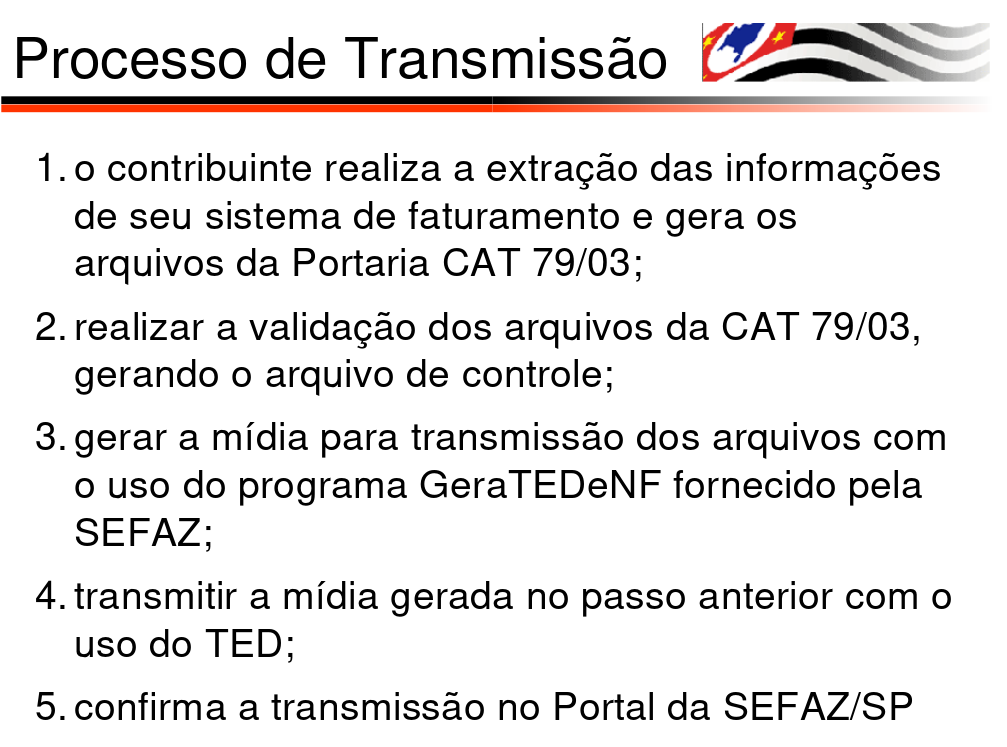 Processo de Transmissão
1. o contribuinte realiza a extração das informações
de seu sistema de faturamento e gera os
arquivos da Portaria CAT 79/03;
2. realizar a validação dos arquivos da CAT 79/03,
gerando o arquivo de controle;
3. gerar a mídia para transmissão dos arquivos com
o uso do programa GeraTEDeNF fornecido pela
SEFAZ;
4. transmitir a mídia gerada no passo anterior com o
uso do TED;
5. confirma a transmissão no Portal da SEFAZ/SP